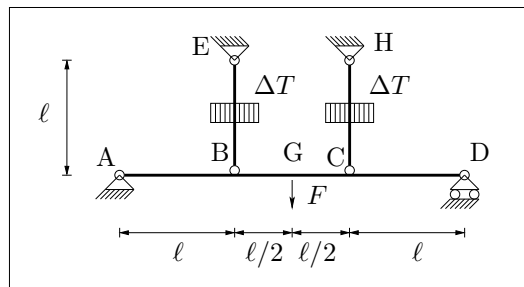 E H
ΔT ΔT
ℓ
A B G C D
F
ℓ ℓ/2 ℓ/2 ℓ